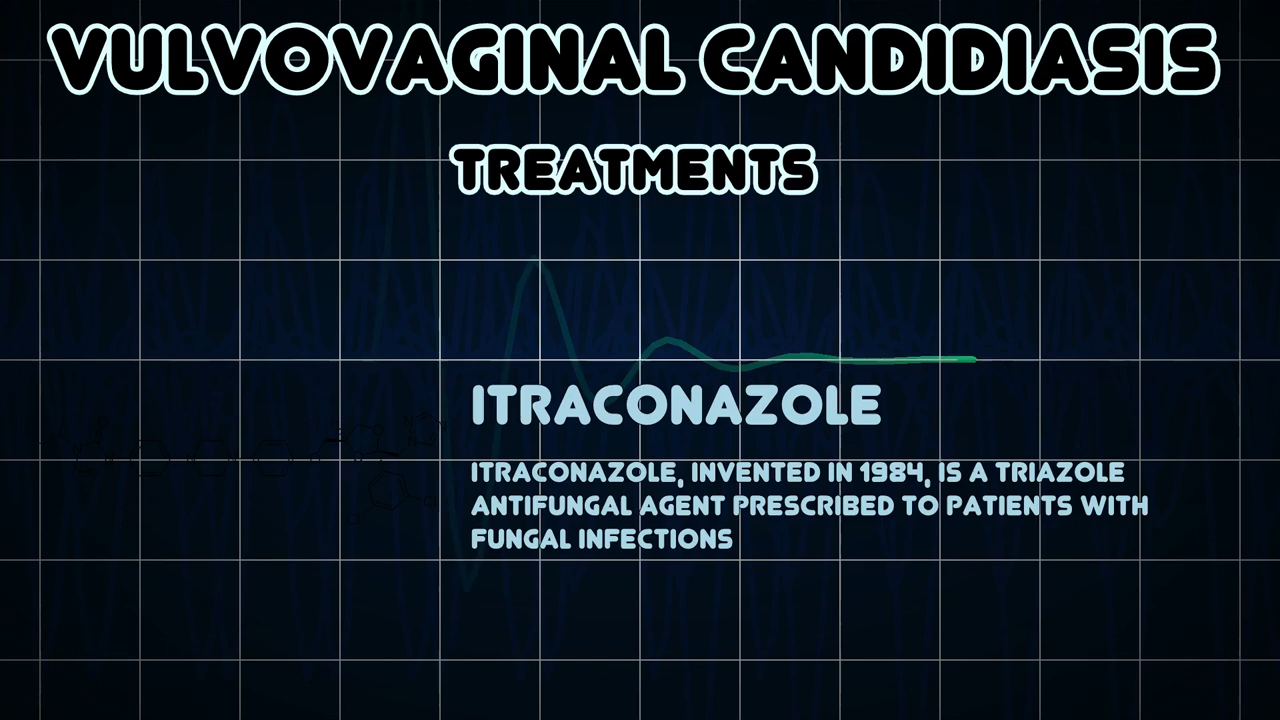 VULVOVAGINAL CANDIDIASIS
TREATMENTS
ITRACONAZOLE
ITRACONAZOLE, INVENTED IN 1984, IS A TRIAZOLE
ANTIFUNGAL AGENT PRESCRIBED TO PATIENTS WITH
FUNGAL INFECTIONS